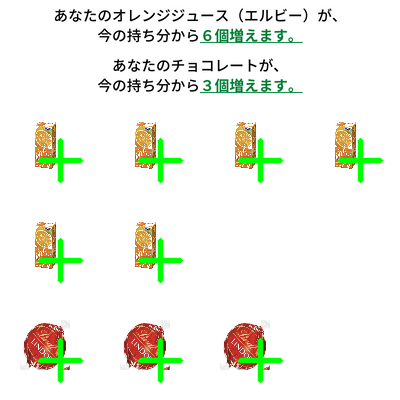 あなたのオレンジジュース（エルビー）が、
今の持ち分から６個増えます。
あなたのチョコレートが、
今の持ち分から３個増えます。